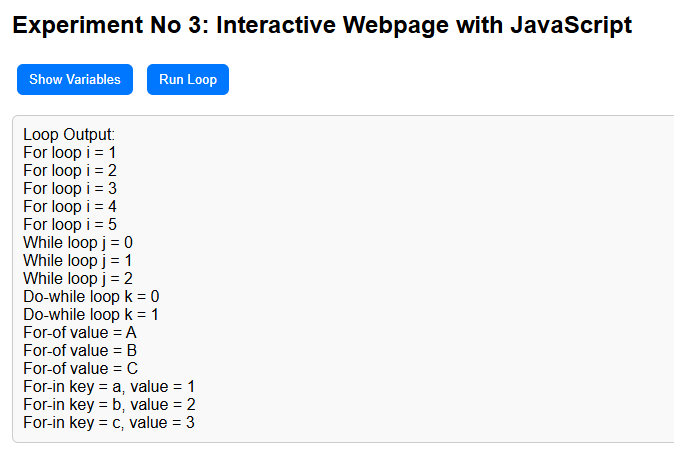 Experiment No 3: Interactive Webpage with JavaScript
Show Variables Run Loop
Loop Output:
For loop i = 1
For loop i = 2
For loop i = 3
For loop i = 4
For loop i = 5
While loop j = 0
While loop j = 1
While loop j = 2
Do-while loop k = 0
Do-while loop k = 1
For-of value = A
For-of value = B
For-of value = C
For-in key = a, value = 1
For-in key = b, value = 2
For-in key = c, value = 3